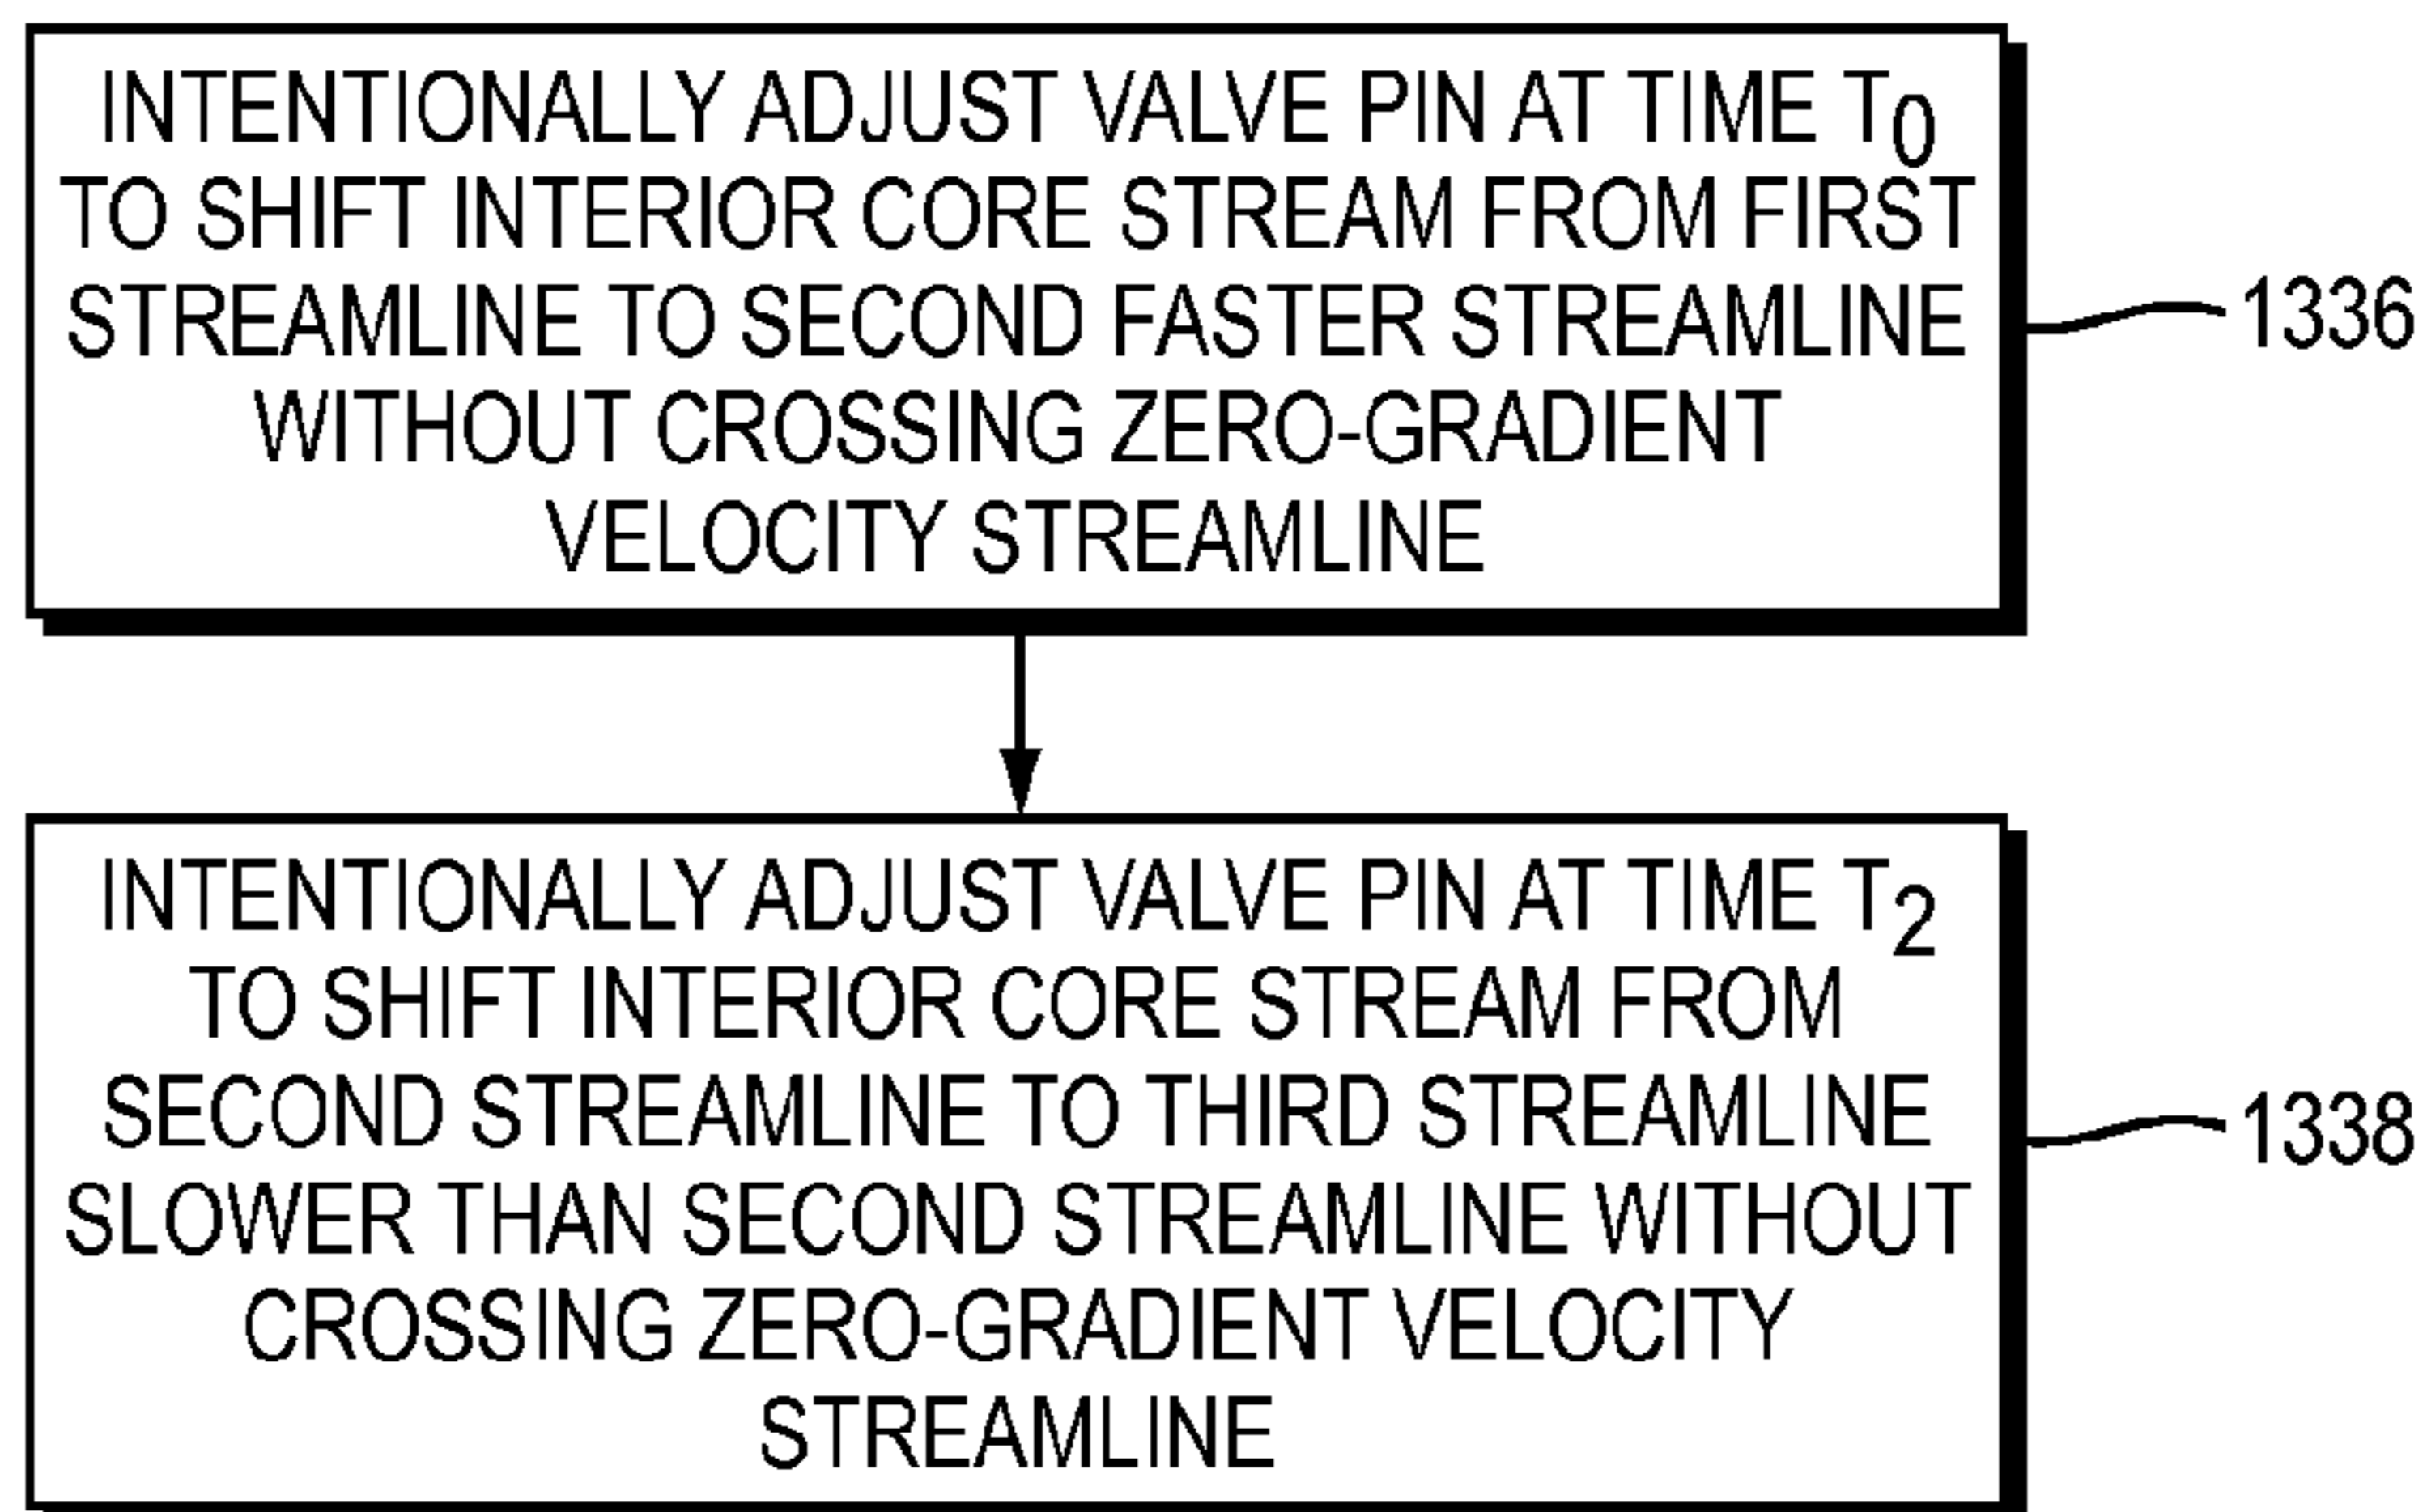 INTENTIONALLY ADJUST VALVE PIN AT TIME T0
TO SHIFT INTERIOR CORE STREAM FROM FIRST
STREAMLINE TO SECOND FASTER STREAMLINE
WITHOUT CROSSING ZERO-GRADIENT
VELOCITY STREAMLINE
1336
INTENTIONALLY ADJUST VALVE PIN AT TIME T2
TO SHIFT INTERIOR CORE STREAM FROM
SECOND STREAMLINE TO THIRD STREAMLINE
SLOWER THAN SECOND STREAMLINE WITHOUT
CROSSING ZERO-GRADIENT VELOCITY
STREAMLINE
1338